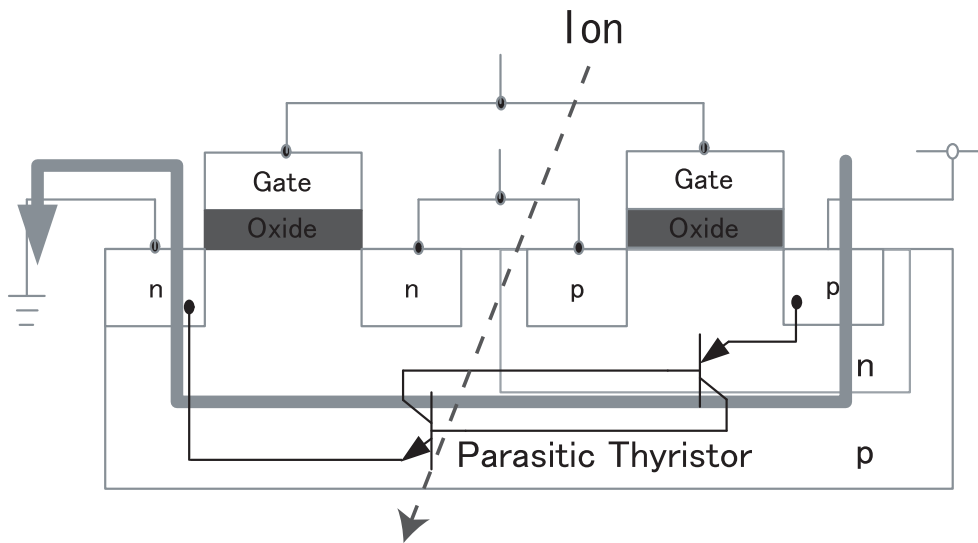 Ion
Gate
Gate
Oxide
Oxide
n
n
p
p
n
Parasitic Thyristor
p